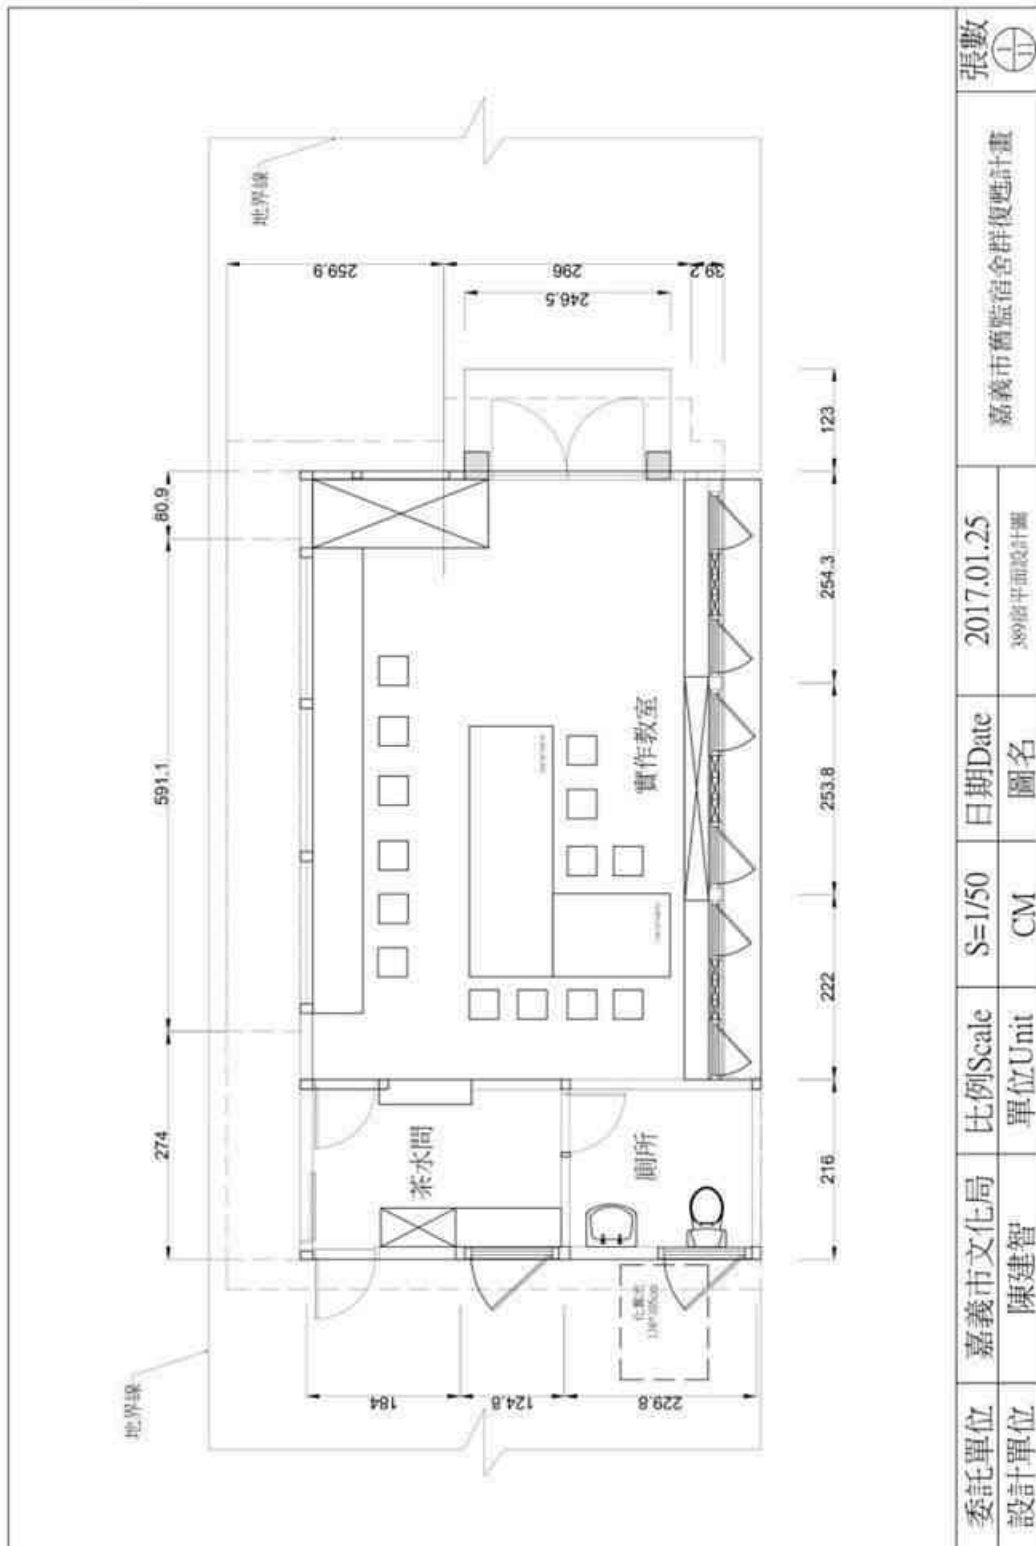 地界線
259.9
296
39.2
246.5
123
80.9
591.1
274
254.3
253.8
222
216
實作教室
茶水間
廁所
化糞池
184
124.8
229.8
地界線
委託單位
嘉義市文化局
比例Scale
S=1/50
日期Date
2017.01.25
嘉義市舊監宿舍群復甦計畫
張數
1
11
設計單位
陳建智
單位Unit
CM
圖名
389宿平面設計圖